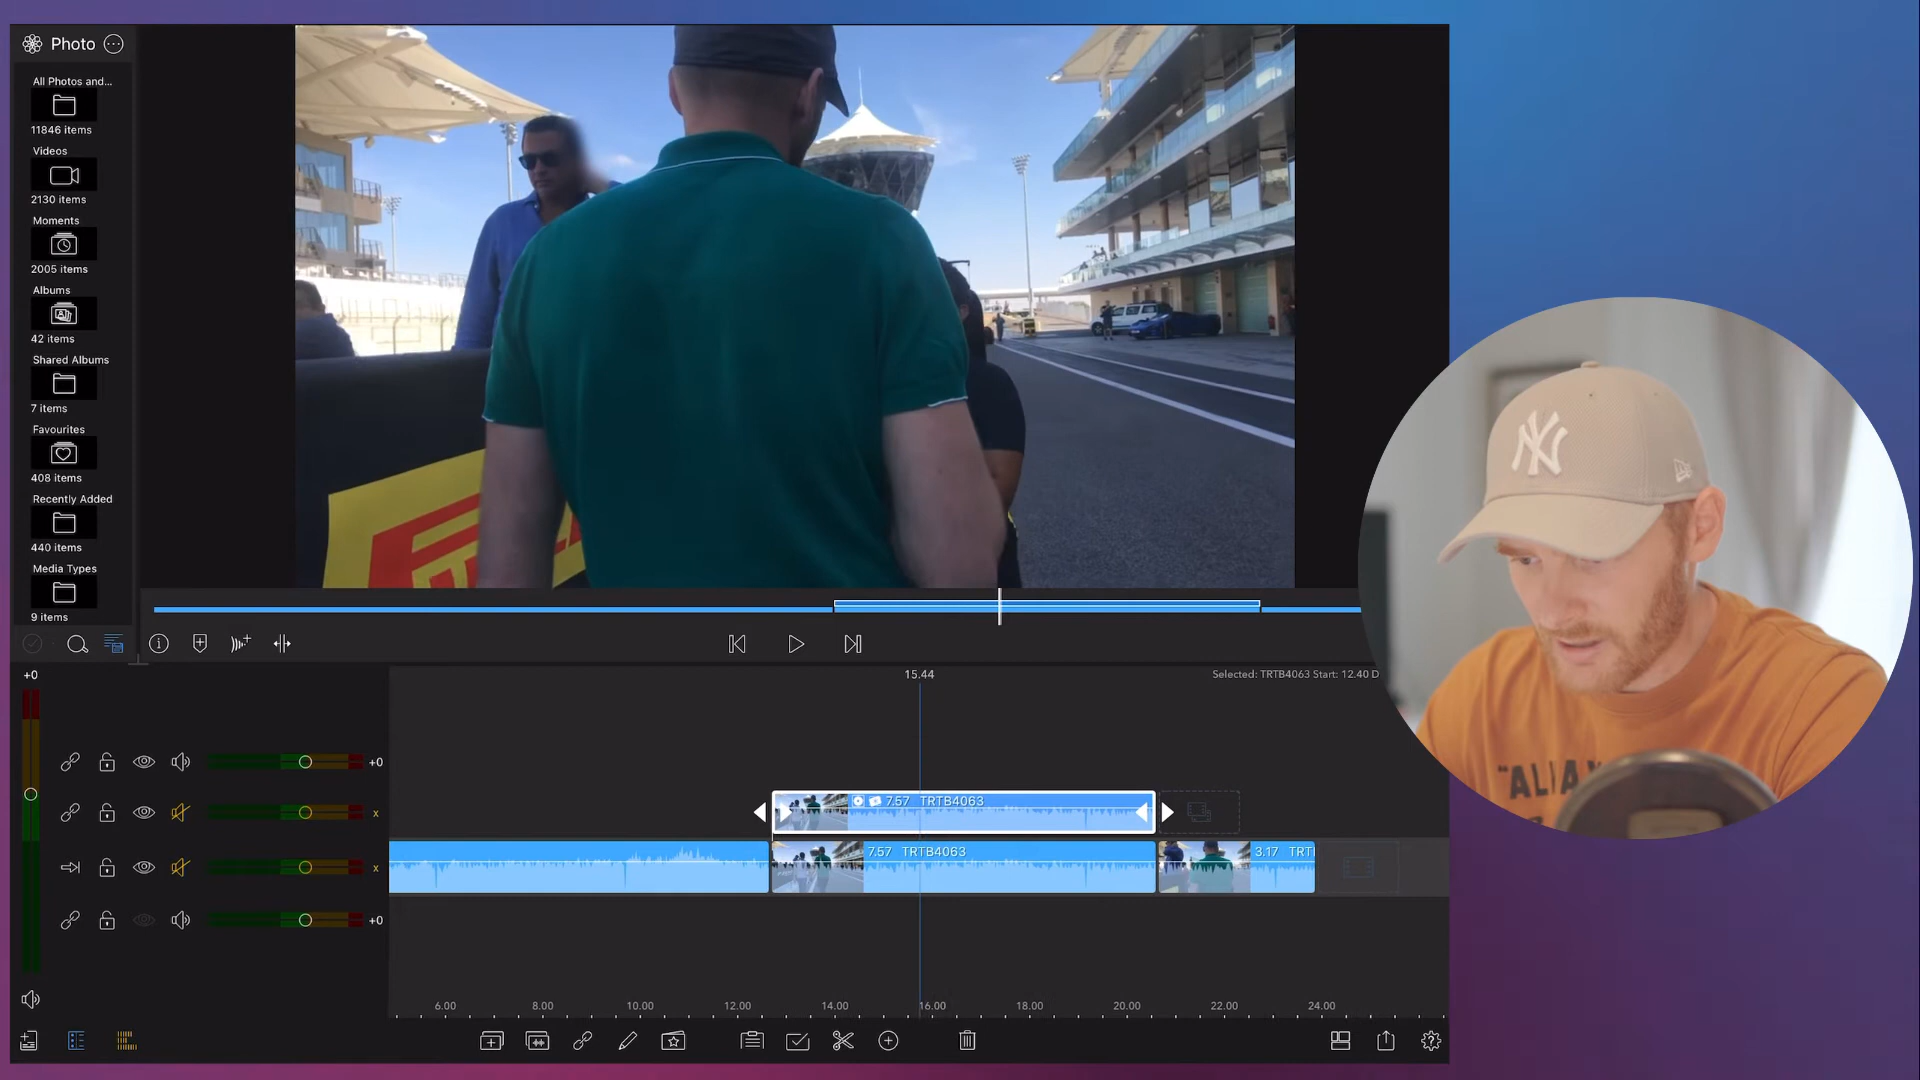 Photo
All Photos and...
11846 items
Videos
2130 items
Moments
2005 items
Albums
42 items
Shared Albums
7 items
Favourites
408 items
Recently Added
440 items
Media Types
9 items
+0
15.44
Selected: TRTB4063 Start: 12.40 D
+0
7.57 TRTB4063
x
7.57 TRTB4063
3.17 TRT
x
+0
6.00 8.00 10.00 12.00 14.00 16.00 18.00 20.00 22.00 24.00
NY